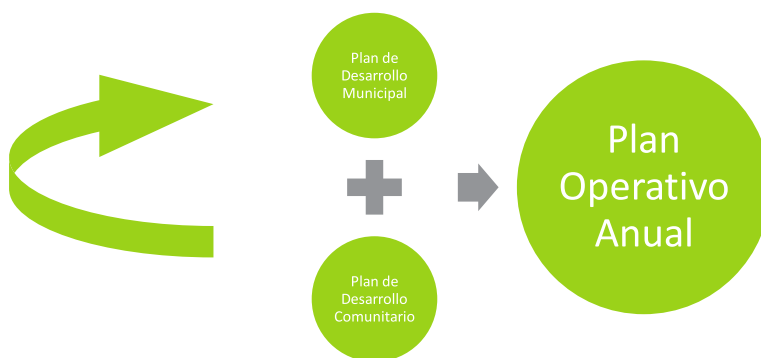 Plan de
Desarrollo
Municipal
Plan de
Desarrollo
Comunitario
Plan
Operativo
Anual